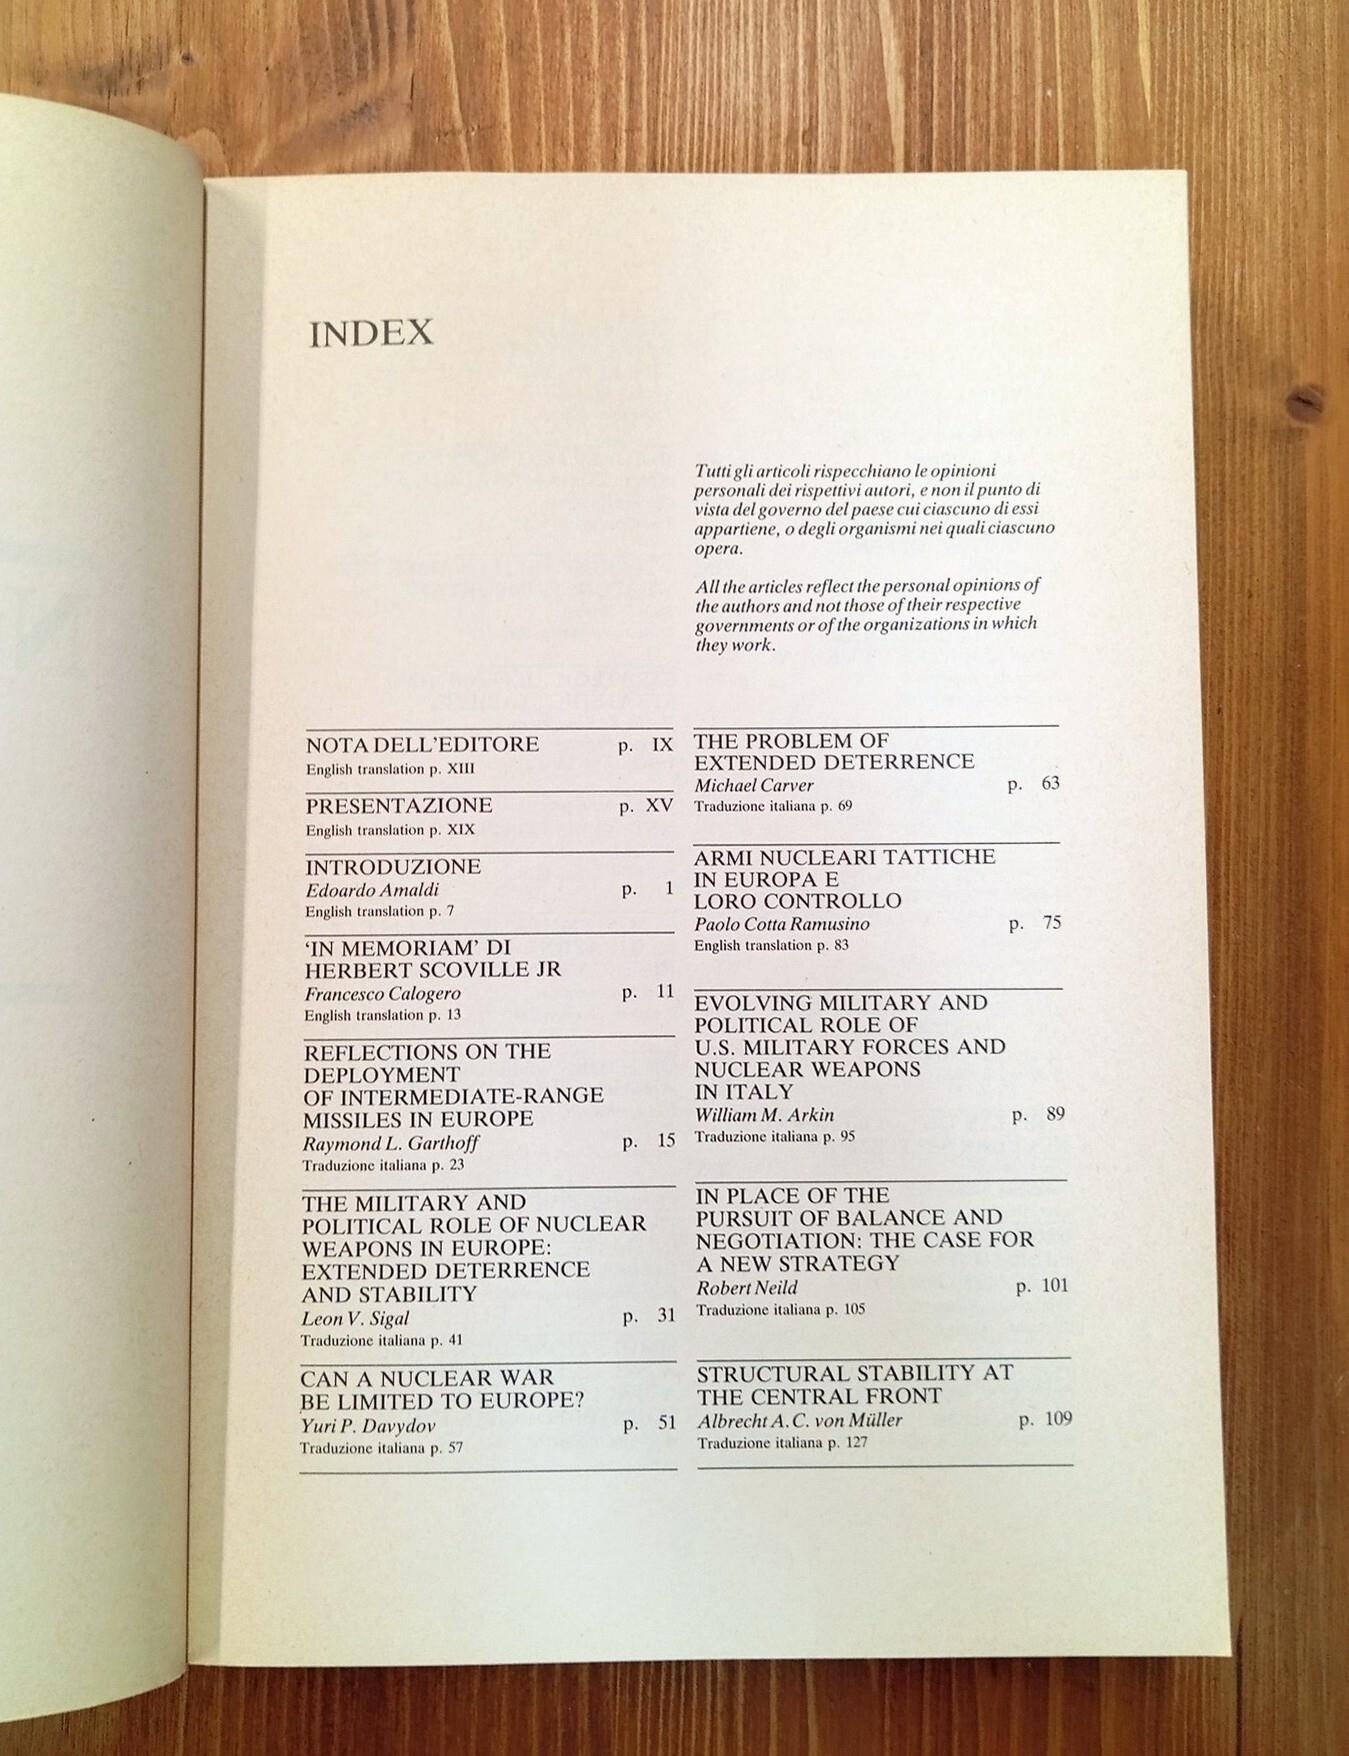 INDEX
Tutti gli articoli rispecchiano le opinioni
personali dei rispettivi autori, e non il punto di
vista del governo del paese cui ciascuno di essi
appartiene, o degli organismi nei quali ciascuno
opera.
All the articles reflect the personal opinions of
the authors and not those of their respective
governments or of the organizations in which
they work.
NOTA DELL'EDITORE p. IX
English translation p. XIII
PRESENTAZIONE p. XV
English translation p. XIX
INTRODUZIONE
Edoardo Amaldi p. 1
English translation p. 7
'IN MEMORIAM' DI
HERBERT SCOVILLE JR
Francesco Calogero p. 11
English translation p. 13
REFLECTIONS ON THE
DEPLOYMENT
OF INTERMEDIATE-RANGE
MISSILES IN EUROPE
Raymond L. Garthoff p. 15
Traduzione italiana p. 23
THE MILITARY AND
POLITICAL ROLE OF NUCLEAR
WEAPONS IN EUROPE:
EXTENDED DETERRENCE
AND STABILITY
Leon V. Sigal p. 31
Traduzione italiana p. 41
CAN A NUCLEAR WAR
BE LIMITED TO EUROPE?
Yuri P. Davydov p. 51
Traduzione italiana p. 57
THE PROBLEM OF
EXTENDED DETERRENCE
Michael Carver p. 63
Traduzione italiana p. 69
ARMI NUCLEARI TATTICHE
IN EUROPA E
LORO CONTROLLO
Paolo Cotta Ramusino p. 75
English translation p. 83
EVOLVING MILITARY AND
POLITICAL ROLE OF
U.S. MILITARY FORCES AND
NUCLEAR WEAPONS
IN ITALY
William M. Arkin p. 89
Traduzione italiana p. 95
IN PLACE OF THE
PURSUIT OF BALANCE AND
NEGOTIATION: THE CASE FOR
A NEW STRATEGY
Robert Neild p. 101
Traduzione italiana p. 105
STRUCTURAL STABILITY AT
THE CENTRAL FRONT
Albrecht A. C. von Müller p. 109
Traduzione italiana p. 127